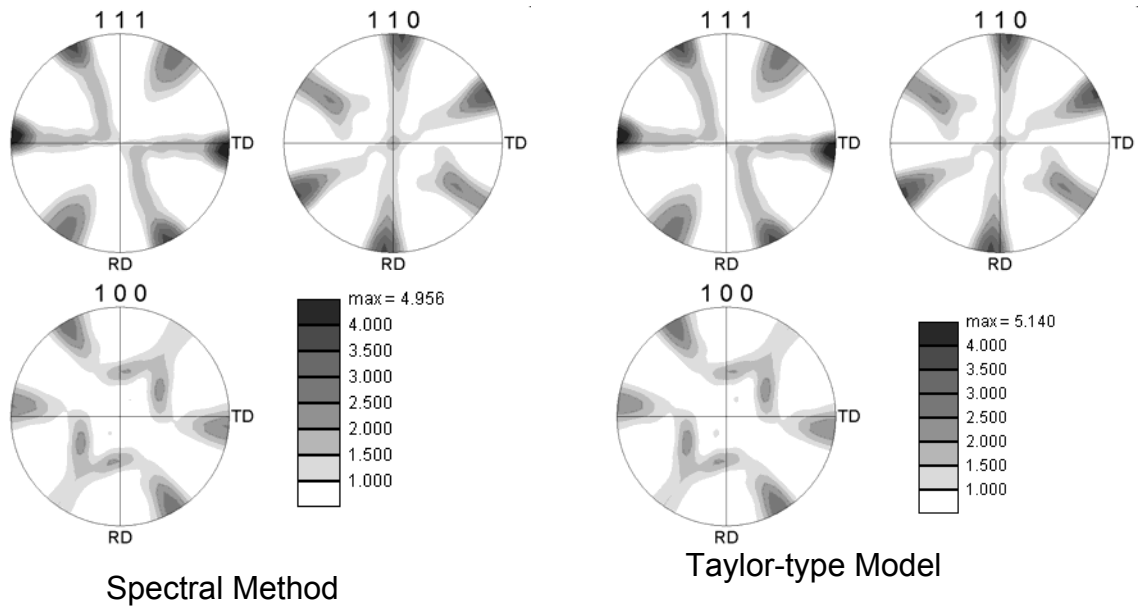 1 1 1
1 1 0
TD
TD
RD
RD
1 0 0
max = 4.956
4.000
3.500
3.000
2.500
2.000
1.500
1.000
TD
RD
Spectral Method
1 1 1
1 1 0
TD
TD
RD
RD
1 0 0
max = 5.140
4.000
3.500
3.000
2.500
2.000
1.500
1.000
TD
RD
Taylor-type Model